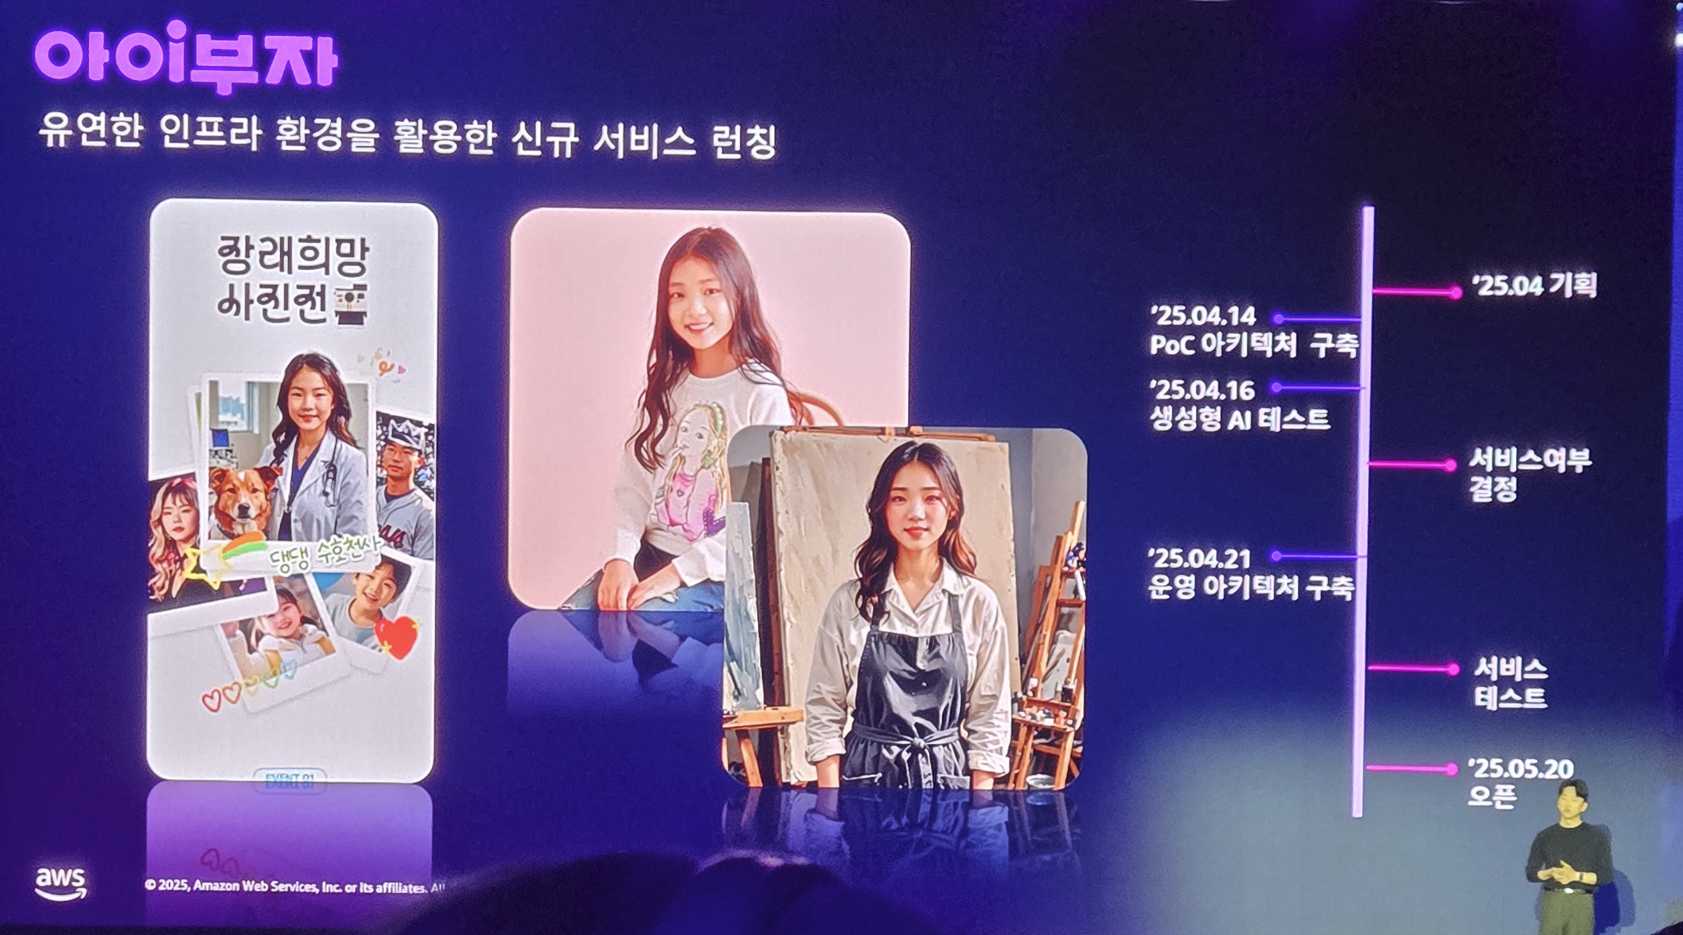 아이부자
유연한 인프라 환경을 활용한 신규 서비스 런칭
장래희망
사진전
댕댕 수호천사
EVENT 01
'25.04 기획
'25.04.14
PoC 아키텍처 구축
'25.04.16
생성형 AI 테스트
서비스여부
결정
'25.04.21
운영 아키텍처 구축
서비스
테스트
'25.05.20
오픈
aws
© 2025, Amazon Web Services, Inc. or its affiliates.